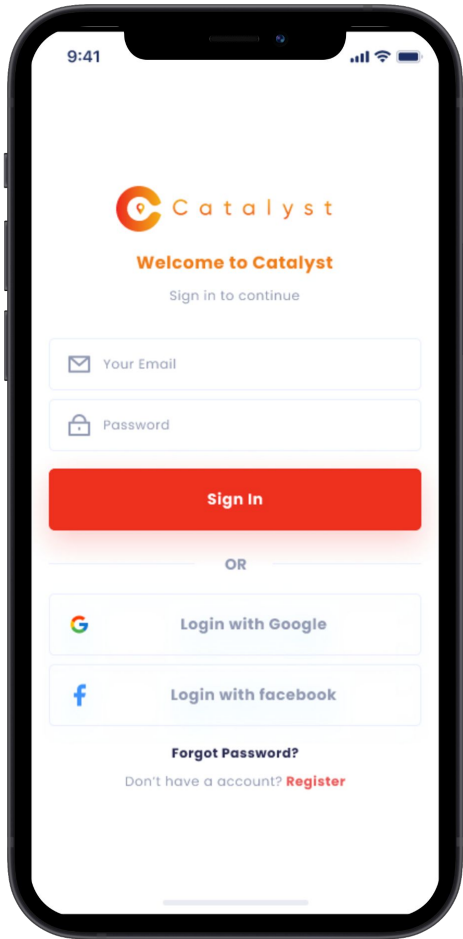 9:41
Catalyst
Welcome to Catalyst
Sign in to continue
Your Email
Password
Sign In
OR
Login with Google
Login with facebook
Forgot Password?
Don't have a account? Register